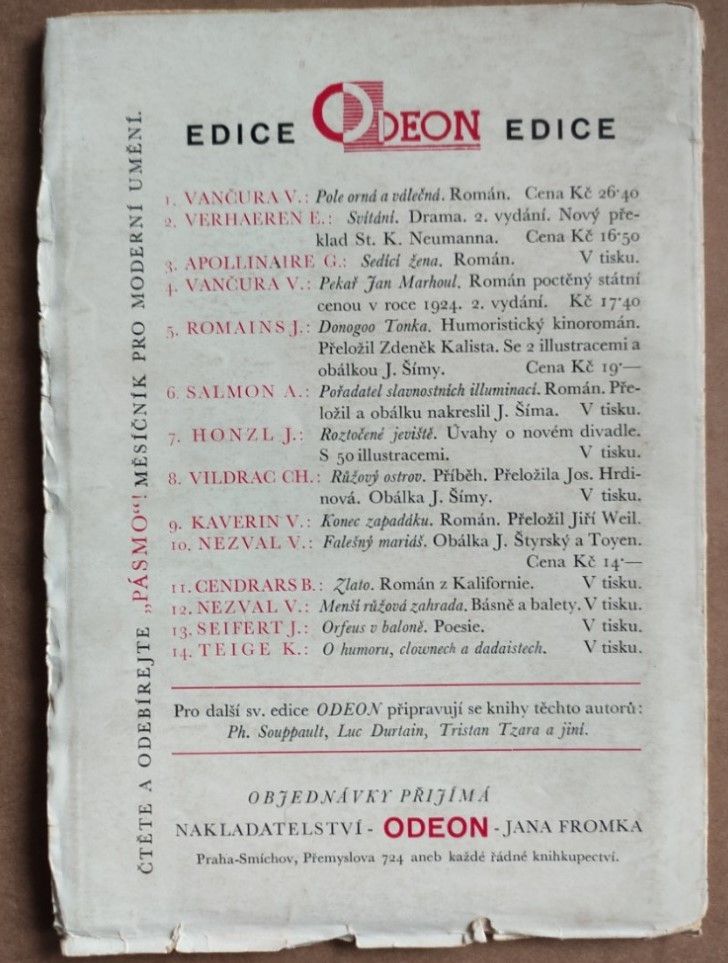 EDICE ODEON EDICE
1. VANČURA V.: Pole orná a válečná. Román. Cena Kč 26·40
2. VERHAEREN E.: Svítání. Drama. 2. vydání. Nový pře-
klad St. K. Neumanna. Cena Kč 16·50
3. APOLLINAIRE G.: Sedící žena. Román. V tisku.
4. VANČURA V.: Pekař Jan Marhoul. Román poctěný státní
cenou v roce 1924. 2. vydání. Kč 17·40
5. ROMAINS J.: Donogoo Tonka. Humoristický kinoromán.
Přeložil Zdeněk Kalista. Se 2 illustracemi a
obálkou J. Šímy. Cena Kč 19·—
6. SALMON A.: Pořadatel slavnostních illuminací. Román. Pře-
ložil a obálku nakreslil J. Šíma. V tisku.
7. HONZL J.: Roztočené jeviště. Úvahy o novém divadle.
S 50 illustracemi. V tisku.
8. VILDRAC CH.: Růžový ostrov. Příběh. Přeložila Jos. Hrdi-
nová. Obálka J. Šímy. V tisku.
9. KAVERIN V.: Konec zapadáku. Román. Přeložil Jiří Weil.
10. NEZVAL V.: Falešný mariáš. Obálka J. Štyrský a Toyen.
Cena Kč 14·—
11. CENDRARS B.: Zlato. Román z Kalifornie. V tisku.
12. NEZVAL V.: Menší růžová zahrada. Básně a balety. V tisku.
13. SEIFERT J.: Orfeus v baloně. Poesie. V tisku.
14. TEIGE K.: O humoru, clownech a dadaistech. V tisku.
Pro další sv. edice ODEON připravují se knihy těchto autorů:
Ph. Souppault, Luc Durtain, Tristan Tzara a jiní.
OBJEDNÁVKY PŘIJÍMÁ
NAKLADATELSTVÍ - ODEON - JANA FROMKA
Praha-Smíchov, Přemyslova 724 aneb každé řádné knihkupectví.
ČTĚTE A ODEBÍREJTE „PÁSMO“! MĚSÍČNÍK PRO MODERNÍ UMĚNÍ.